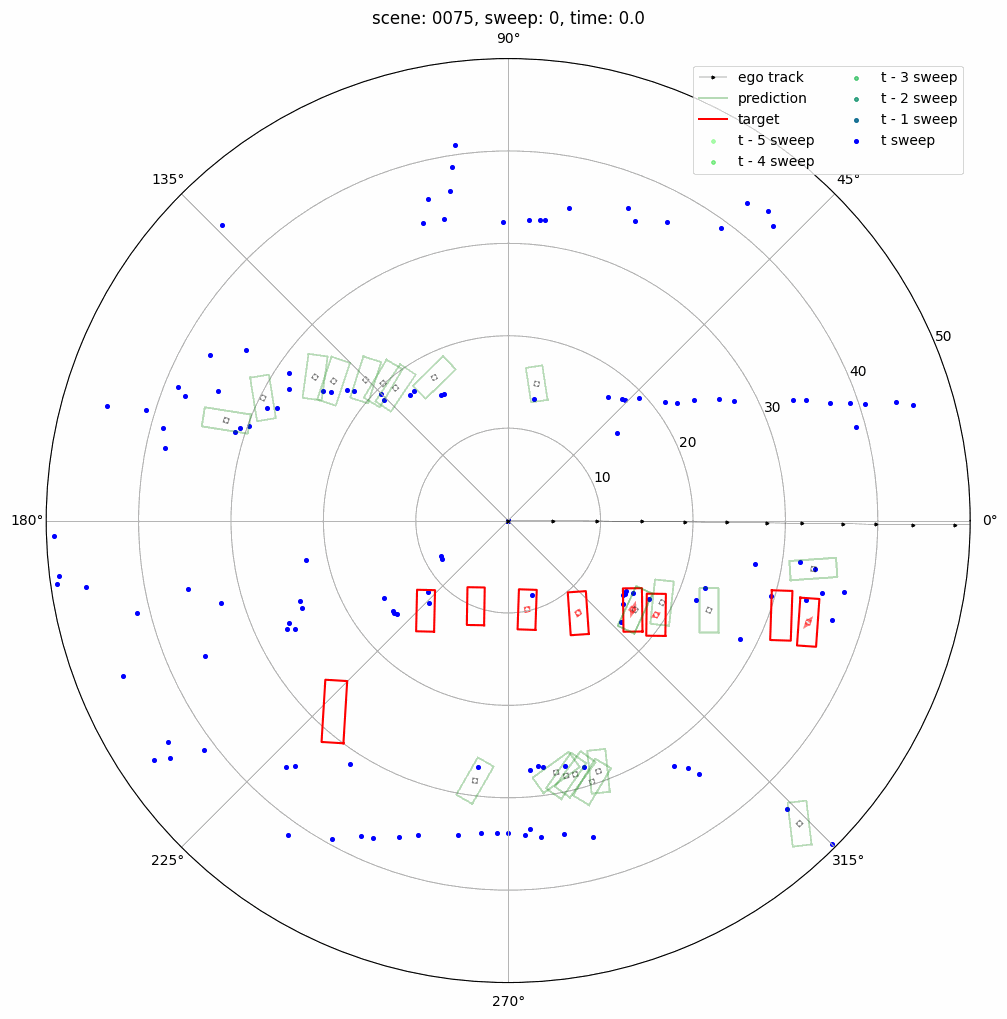 scene: 0075, sweep: 0, time: 0.0
90°
ego track
prediction
target
t - 5 sweep
t - 4 sweep
t - 3 sweep
t - 2 sweep
t - 1 sweep
t sweep
135°
45°
50
40
30
20
10
180°
0°
225°
315°
270°